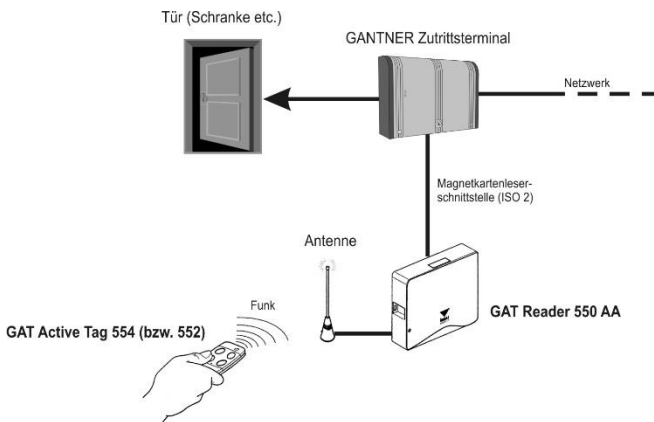 Tür (Schranke etc.)
GANTNER Zutrittsterminal
Netzwerk
Magnetkartenleser-
schnittstelle (ISO 2)
Antenne
Funk
GAT Reader 550 AA
GAT Active Tag 554 (bzw. 552)